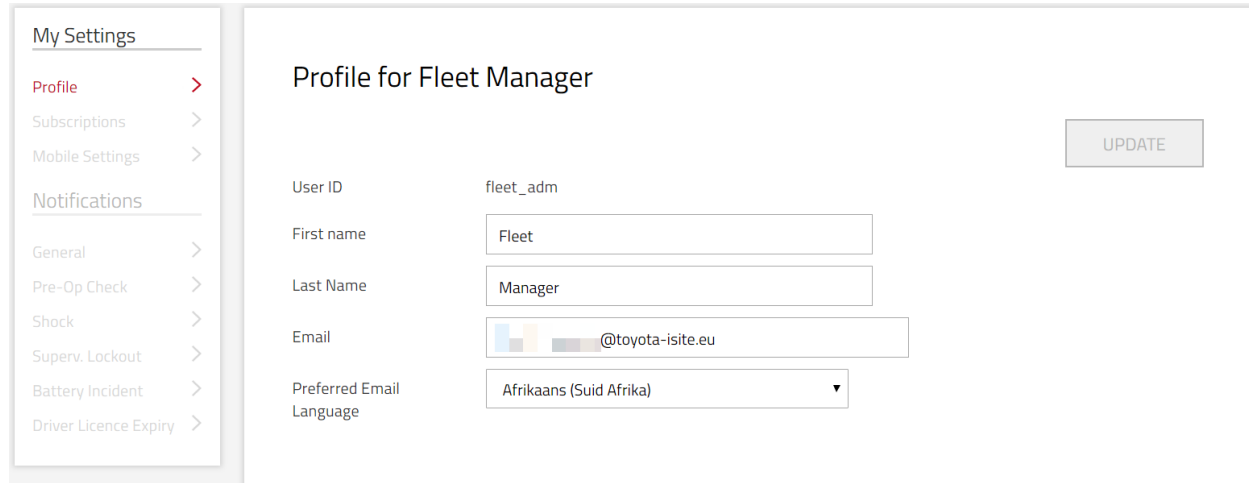 My Settings
Profile
Subscriptions
Mobile Settings
Notifications
General
Pre-Op Check
Shock
Superv. Lockout
Battery Incident
Driver Licence Expiry
Profile for Fleet Manager
UPDATE
User ID fleet_adm
First name Fleet
Last Name Manager
Email @toyota-isite.eu
Preferred Email Afrikaans (Suid Afrika)
Language